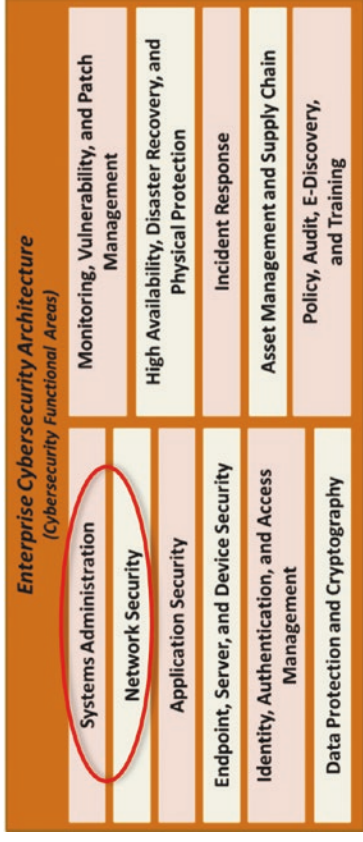 Enterprise Cybersecurity Architecture
(Cybersecurity Functional Areas)
Systems Administration
Network Security
Application Security
Endpoint, Server, and Device Security
Identity, Authentication, and Access
Management
Data Protection and Cryptography
Monitoring, Vulnerability, and Patch
Management
High Availability, Disaster Recovery, and
Physical Protection
Incident Response
Asset Management and Supply Chain
Policy, Audit, E-Discovery,
and Training